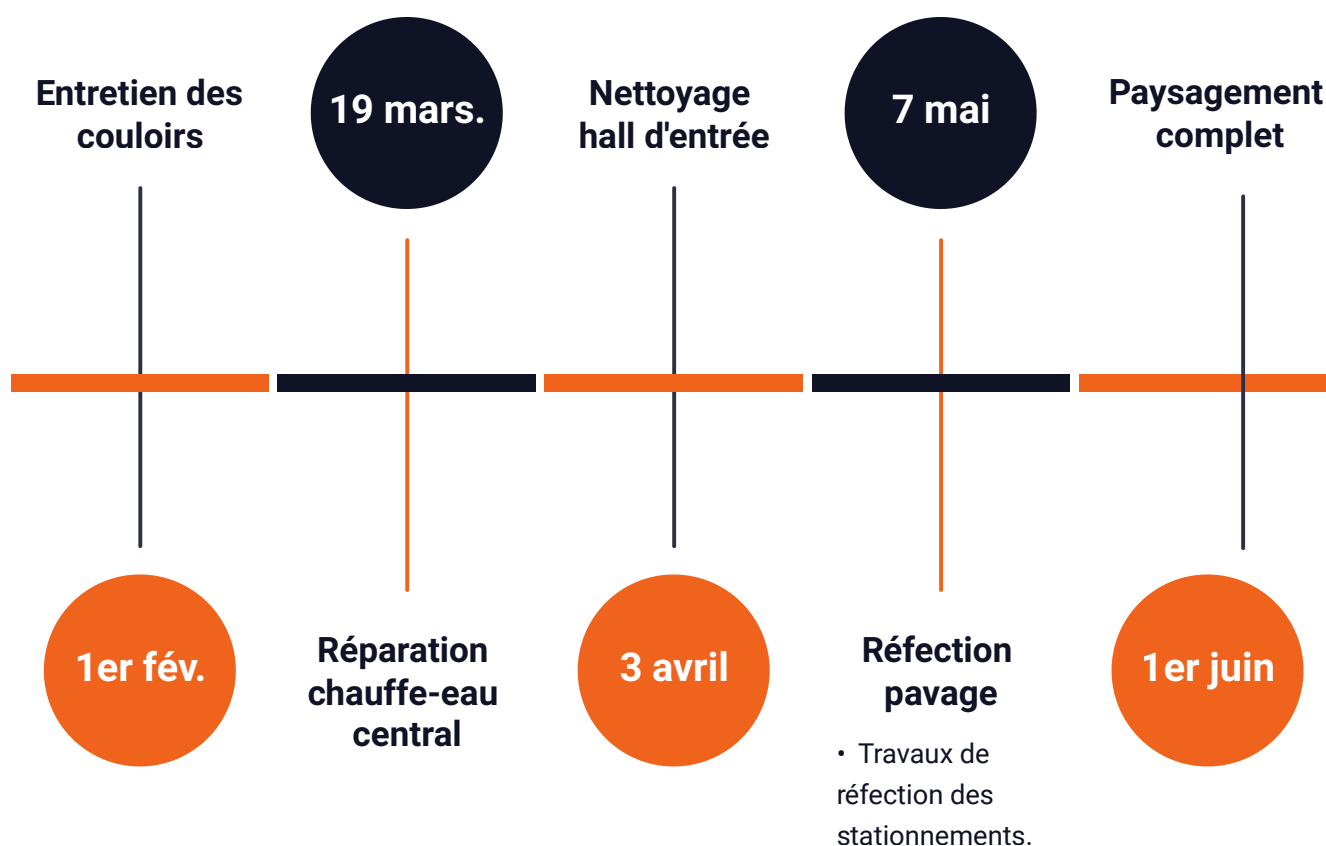 Entretien des
couloirs
1er fév.
19 mars.
Réparation
chauffe-eau
central
Nettoyage
hall d'entrée
3 avril
7 mai
Réfection
pavage
• Travaux de
réfection des
stationnements.
Paysagement
complet
1er juin